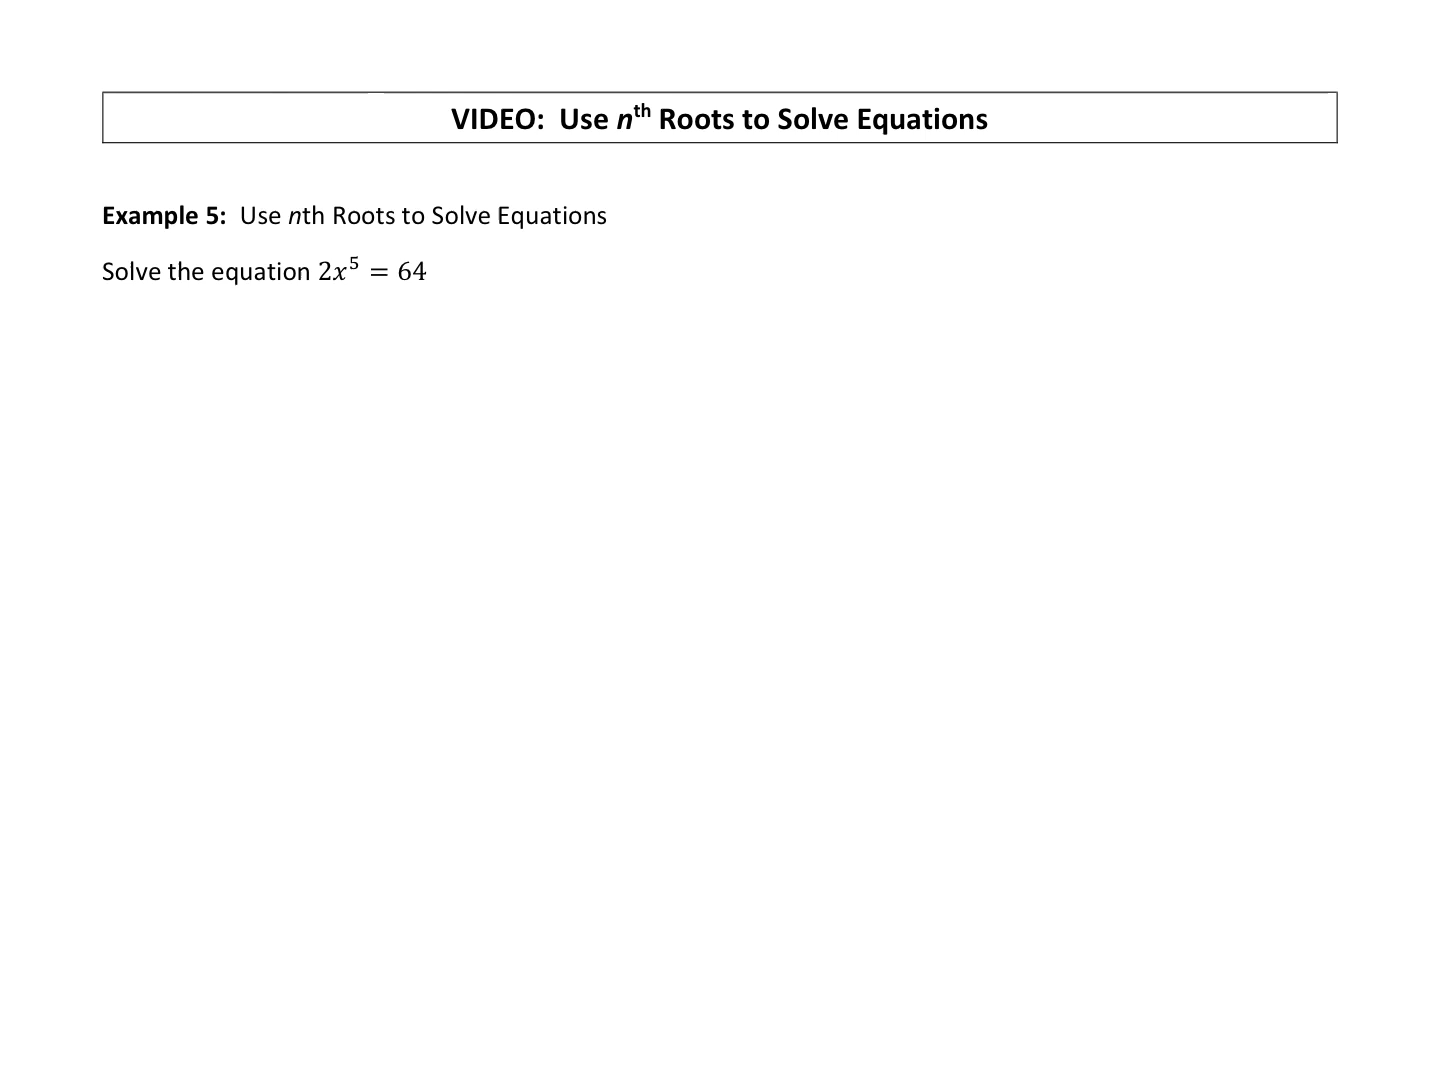 VIDEO:  Use nᵗʰ Roots to Solve Equations
Example 5:  Use nth Roots to Solve Equations
Solve the equation 2𝑥⁵ = 64